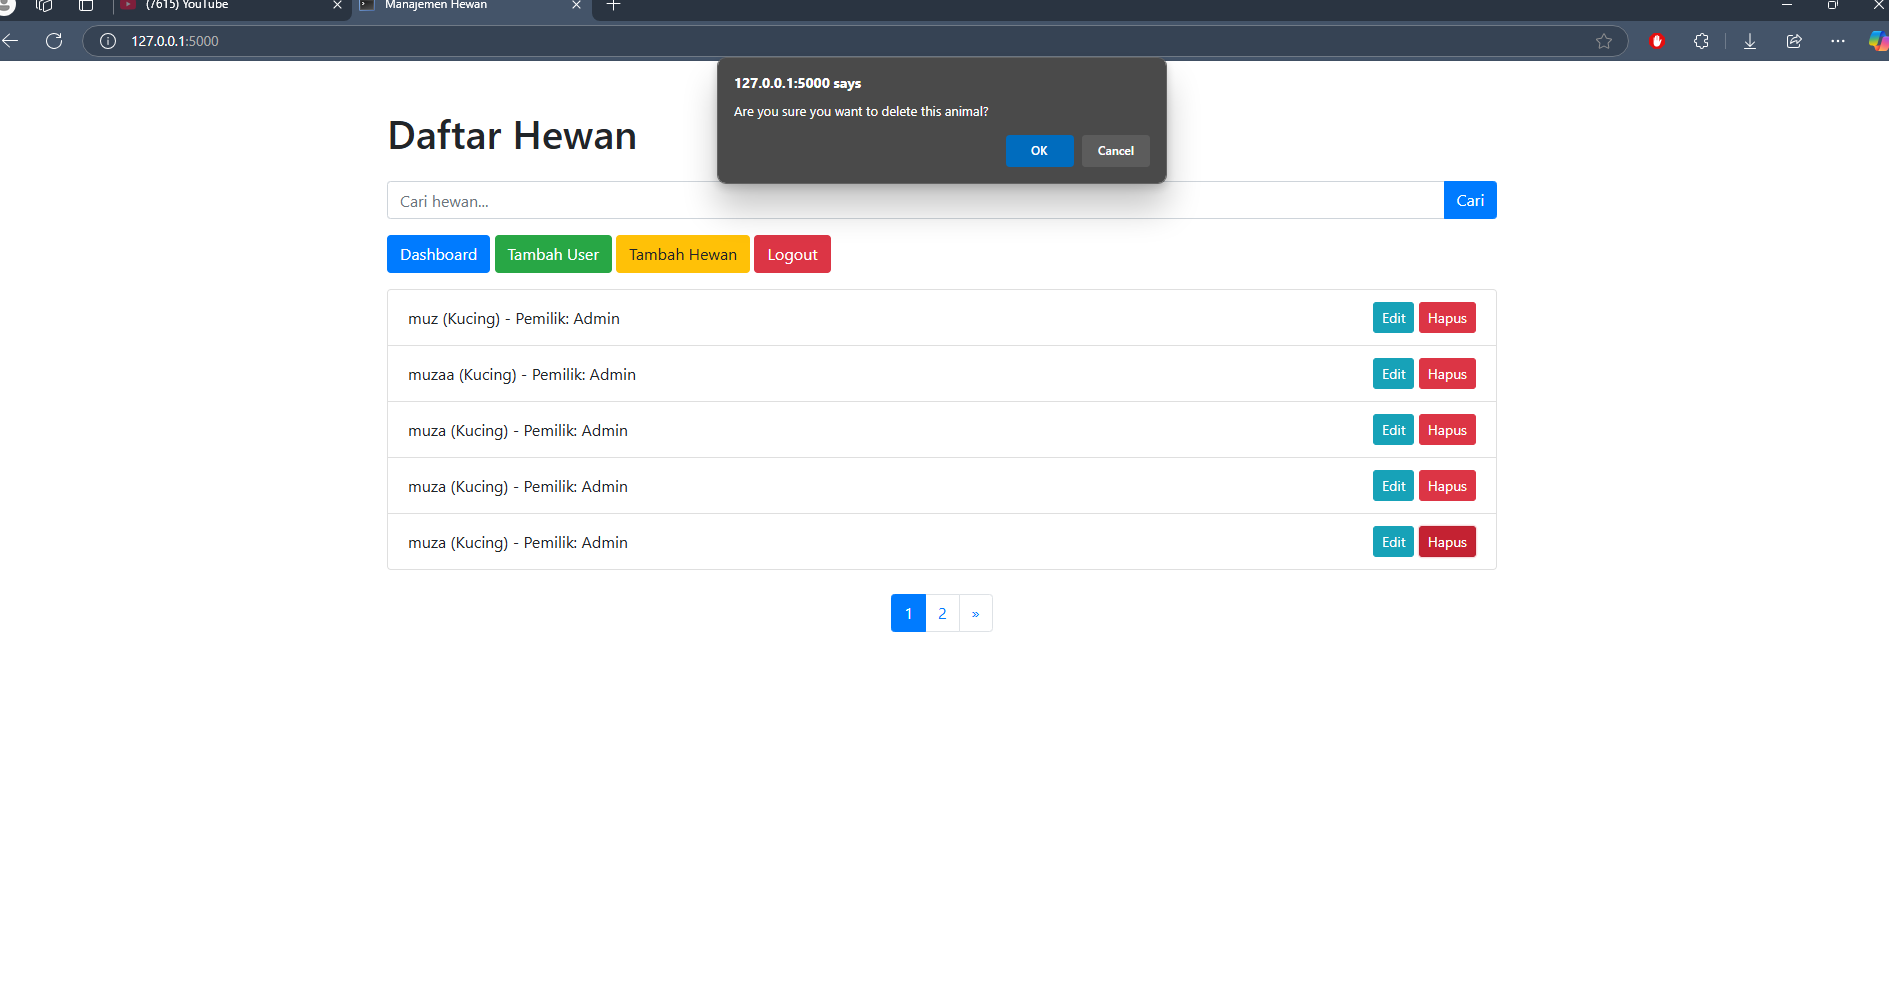 (7615) YouTube
Manajemen Hewan
127.0.0.1:5000
127.0.0.1:5000 says
Are you sure you want to delete this animal?
OK
Cancel
Daftar Hewan
Cari hewan...
Cari
Dashboard
Tambah User
Tambah Hewan
Logout
muz (Kucing) - Pemilik: Admin
Edit
Hapus
muzaa (Kucing) - Pemilik: Admin
Edit
Hapus
muza (Kucing) - Pemilik: Admin
Edit
Hapus
muza (Kucing) - Pemilik: Admin
Edit
Hapus
muza (Kucing) - Pemilik: Admin
Edit
Hapus
1
2
»